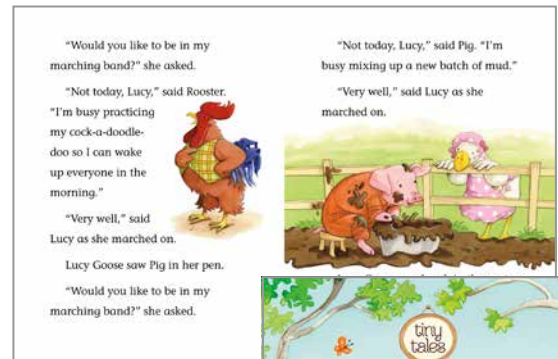 “Would you like to be in my
marching band?” she asked.
“Not today, Lucy,” said Rooster.
“I’m busy practicing
my cock-a-doodle-
doo so I can wake
up everyone in the
morning.”
“Very well,” said
Lucy as she marched on.
Lucy Goose saw Pig in her pen.
“Would you like to be in my
marching band?” she asked.
“Not today, Lucy,” said Pig. “I’m
busy mixing up a new batch of mud.”
“Very well,” said Lucy as she
marched on.
tiny
tales